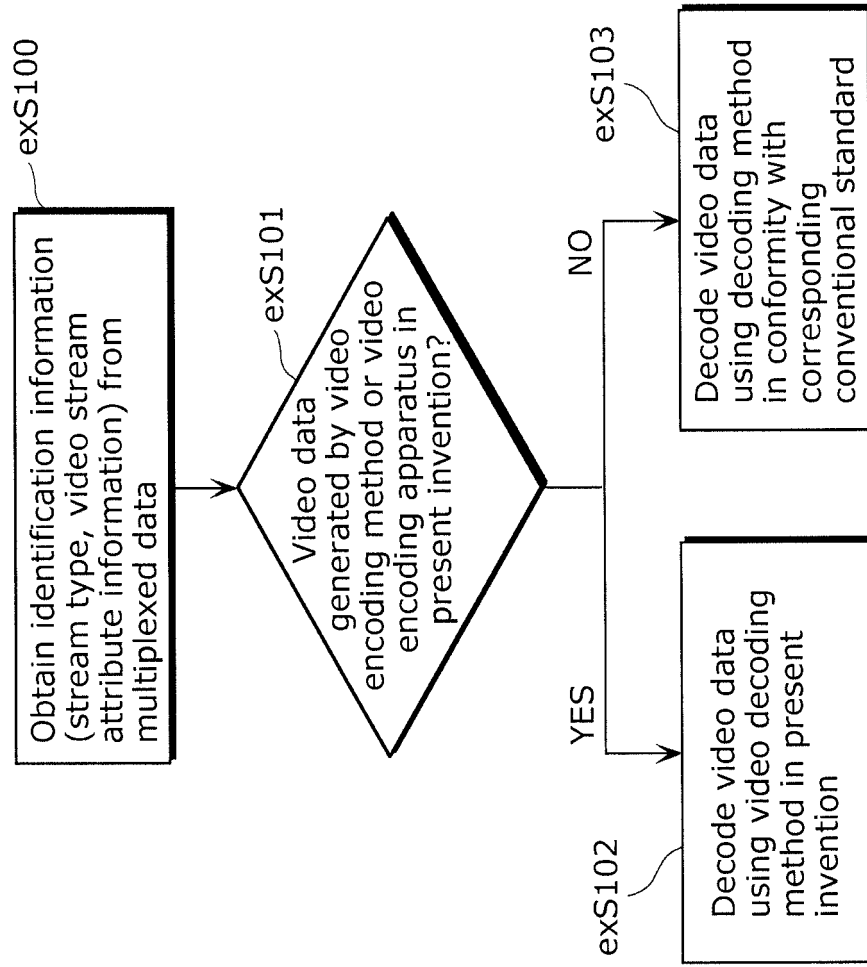 exS100
Obtain identification information
(stream type, video stream
attribute information) from
multiplexed data
exS101
Video data
generated by video
encoding method or video
encoding apparatus in
present invention?
YES
NO
exS102
Decode video data
using video decoding
method in present
invention
exS103
Decode video data
using decoding method
in conformity with
corresponding
conventional standard